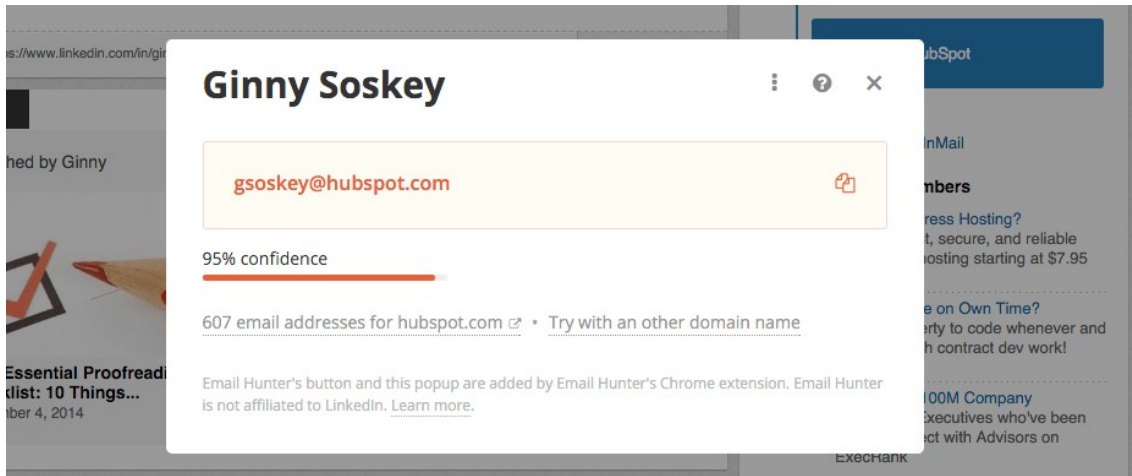 s://www.linkedin.com/in/gin
Ginny Soskey
gsoskey@hubspot.com
95% confidence
607 email addresses for hubspot.com • Try with an other domain name
Email Hunter's button and this popup are added by Email Hunter's Chrome extension. Email Hunter
is not affiliated to LinkedIn. Learn more.
hed by Ginny
Essential Proofreadi
klist: 10 Things...
ber 4, 2014
ubSpot
InMail
mbers
ress Hosting?
t, secure, and reliable
osting starting at $7.95
e on Own Time?
erty to code whenever and
h contract dev work!
100M Company
Executives who've been
ect with Advisors on
ExecRank